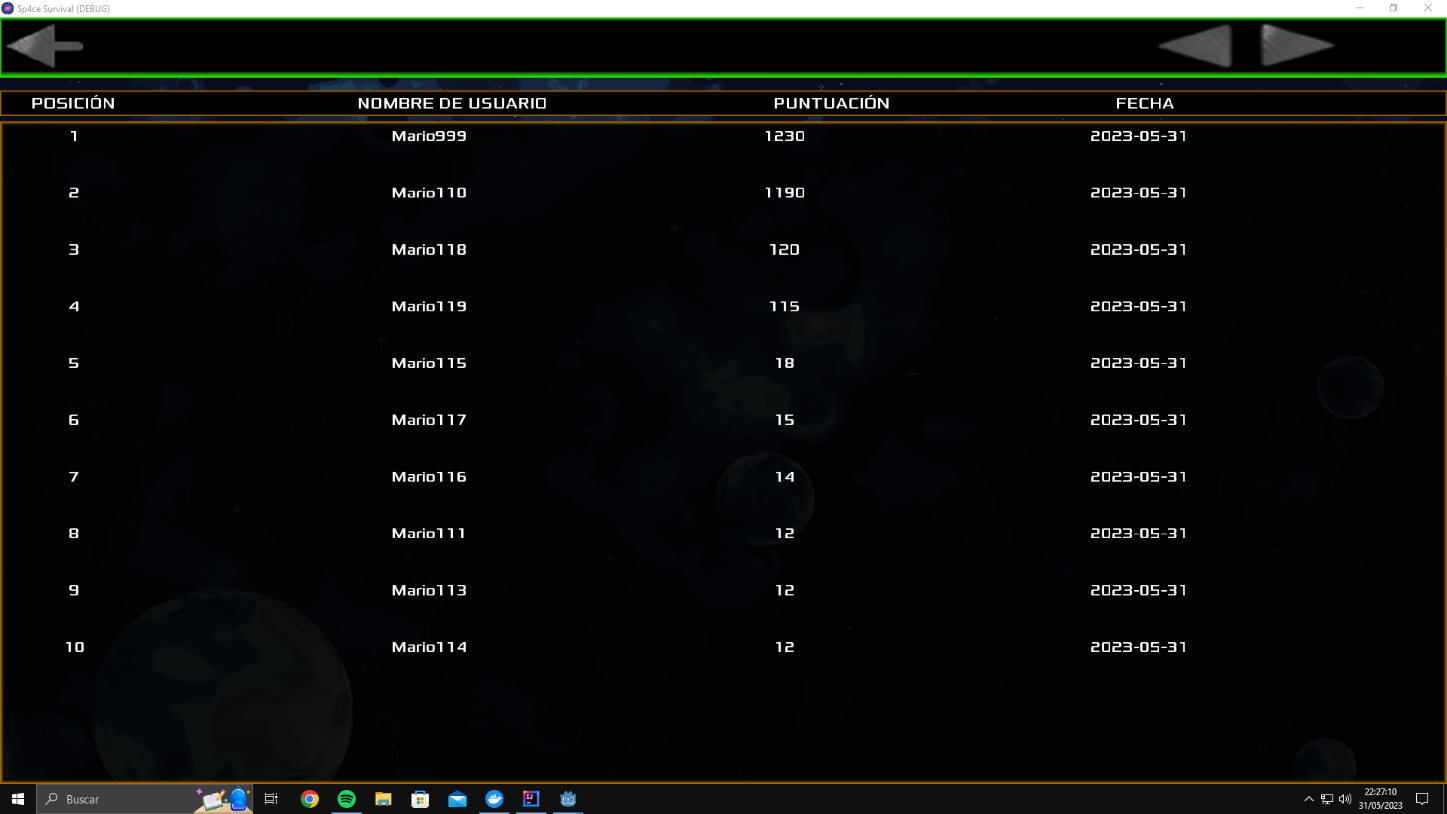 Sp4ce Survival (DEBUG)
POSICIÓN NOMBRE DE USUARIO PUNTUACIÓN FECHA
1 Mario999 1230 2023-05-31
2 Mario110 1190 2023-05-31
3 Mario118 120 2023-05-31
4 Mario119 115 2023-05-31
5 Mario115 18 2023-05-31
6 Mario117 15 2023-05-31
7 Mario116 14 2023-05-31
8 Mario111 12 2023-05-31
9 Mario113 12 2023-05-31
10 Mario114 12 2023-05-31
Buscar
22:27:10
31/05/2023